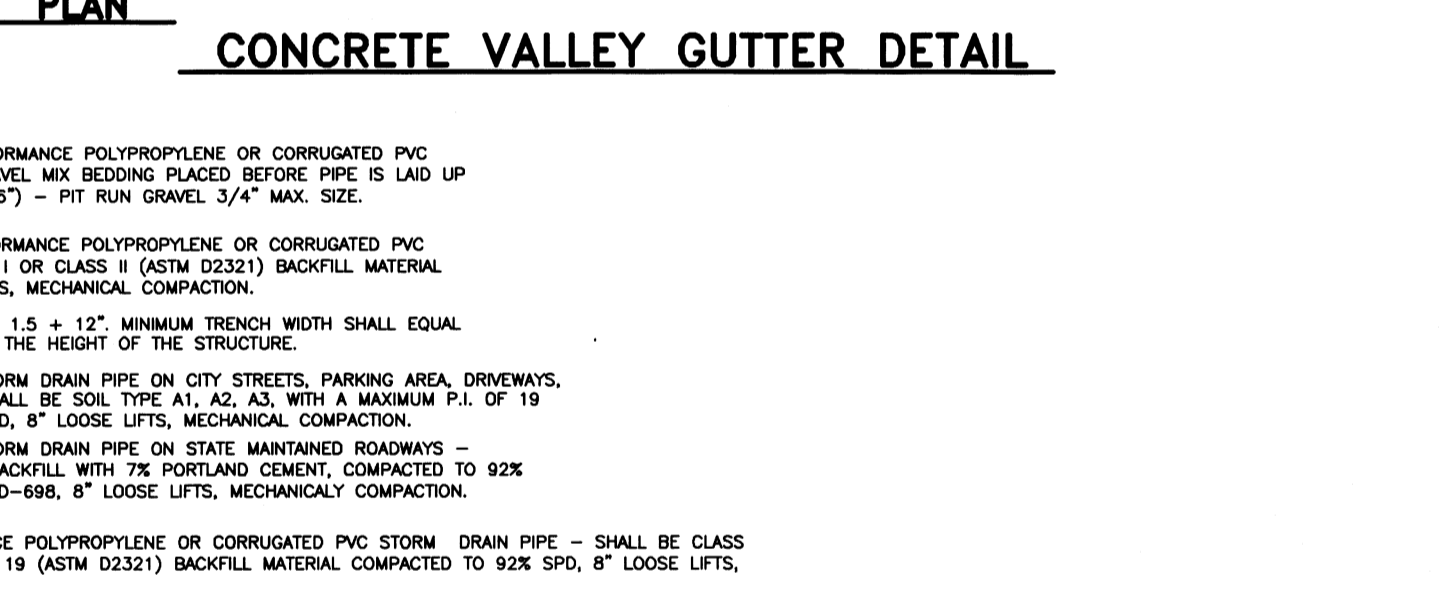 PLAN
CONCRETE VALLEY GUTTER DETAIL
ORMANCE POLYPROPYLENE OR CORRUGATED PVC
VEL MIX BEDDING PLACED BEFORE PIPE IS LAID UP
6") – PIT RUN GRAVEL 3/4" MAX. SIZE.
RMANCE POLYPROPYLENE OR CORRUGATED PVC
I OR CLASS II (ASTM D2321) BACKFILL MATERIAL
S, MECHANICAL COMPACTION.
1.5 + 12". MINIMUM TRENCH WIDTH SHALL EQUAL
THE HEIGHT OF THE STRUCTURE.
ORM DRAIN PIPE ON CITY STREETS, PARKING AREA, DRIVEWAYS,
ALL BE SOIL TYPE A1, A2, A3, WITH A MAXIMUM P.I. OF 19
D, 8" LOOSE LIFTS, MECHANICAL COMPACTION.
ORM DRAIN PIPE ON STATE MAINTAINED ROADWAYS –
ACKFILL WITH 7% PORTLAND CEMENT, COMPACTED TO 92%
D–698, 8" LOOSE LIFTS, MECHANICALY COMPACTION.
CE POLYPROPYLENE OR CORRUGATED PVC STORM DRAIN PIPE – SHALL BE CLASS
19 (ASTM D2321) BACKFILL MATERIAL COMPACTED TO 92% SPD, 8" LOOSE LIFTS,